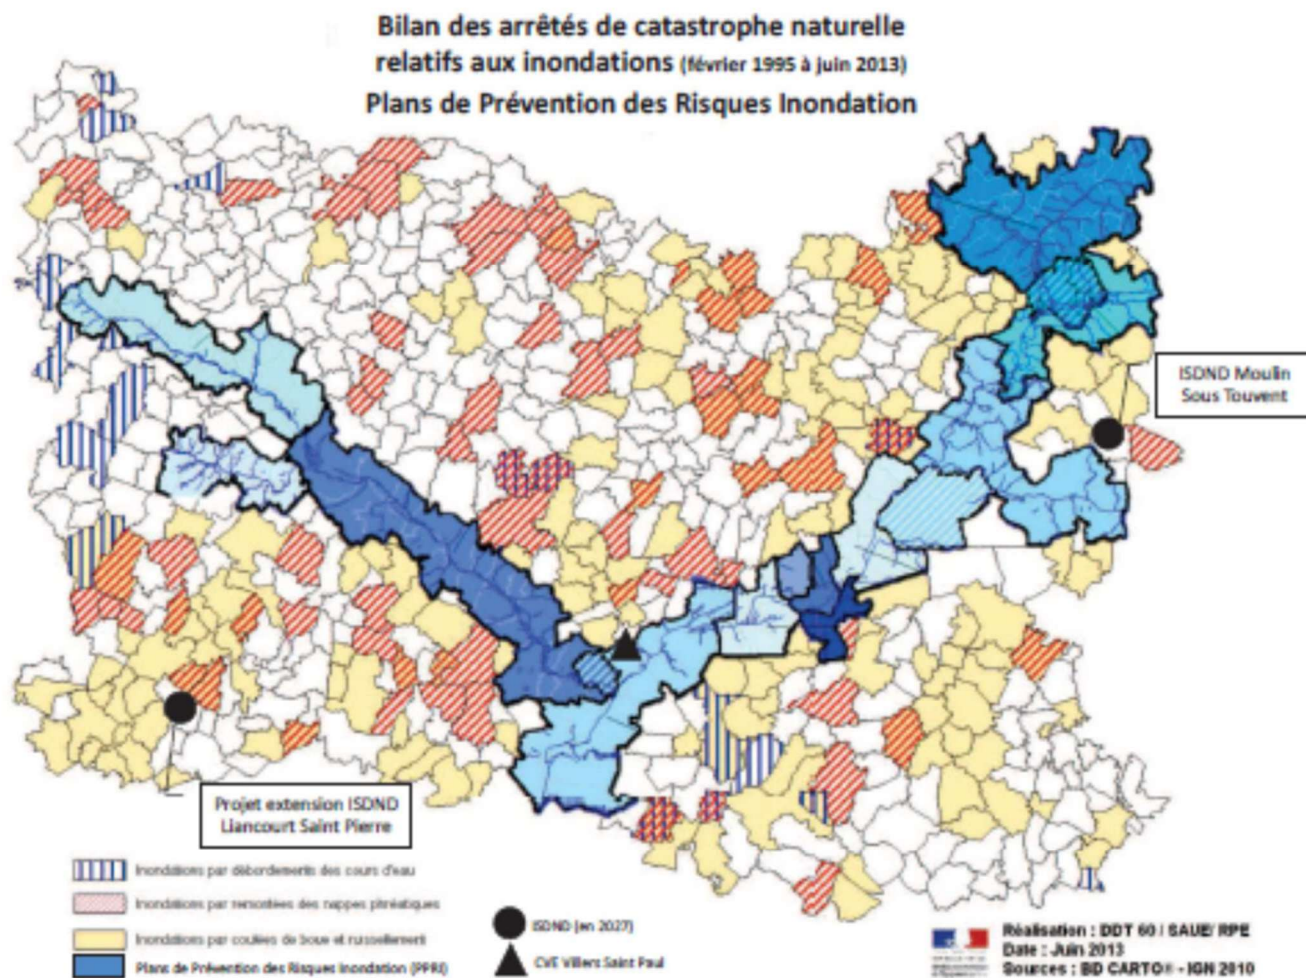 Bilan des arrêtés de catastrophe naturelle
relatifs aux inondations (février 1995 à juin 2013)
Plans de Prévention des Risques Inondation
ISDND Moulin
Sous Touvent
Projet extension ISDND
Liancourt Saint Pierre
Inondations par débordements des cours d'eau
Inondations par remontées des nappes phréatiques
Inondations par coulées de boue et ruissellement
Plans de Prévention des Risques Inondation (PPRI)
ISDND (en 2027)
CVE Villers Saint Paul
Réalisation : DDT 60 / SAUE/ RPE
Date : Juin 2013
Sources : BD CARTO® - IGN 2010